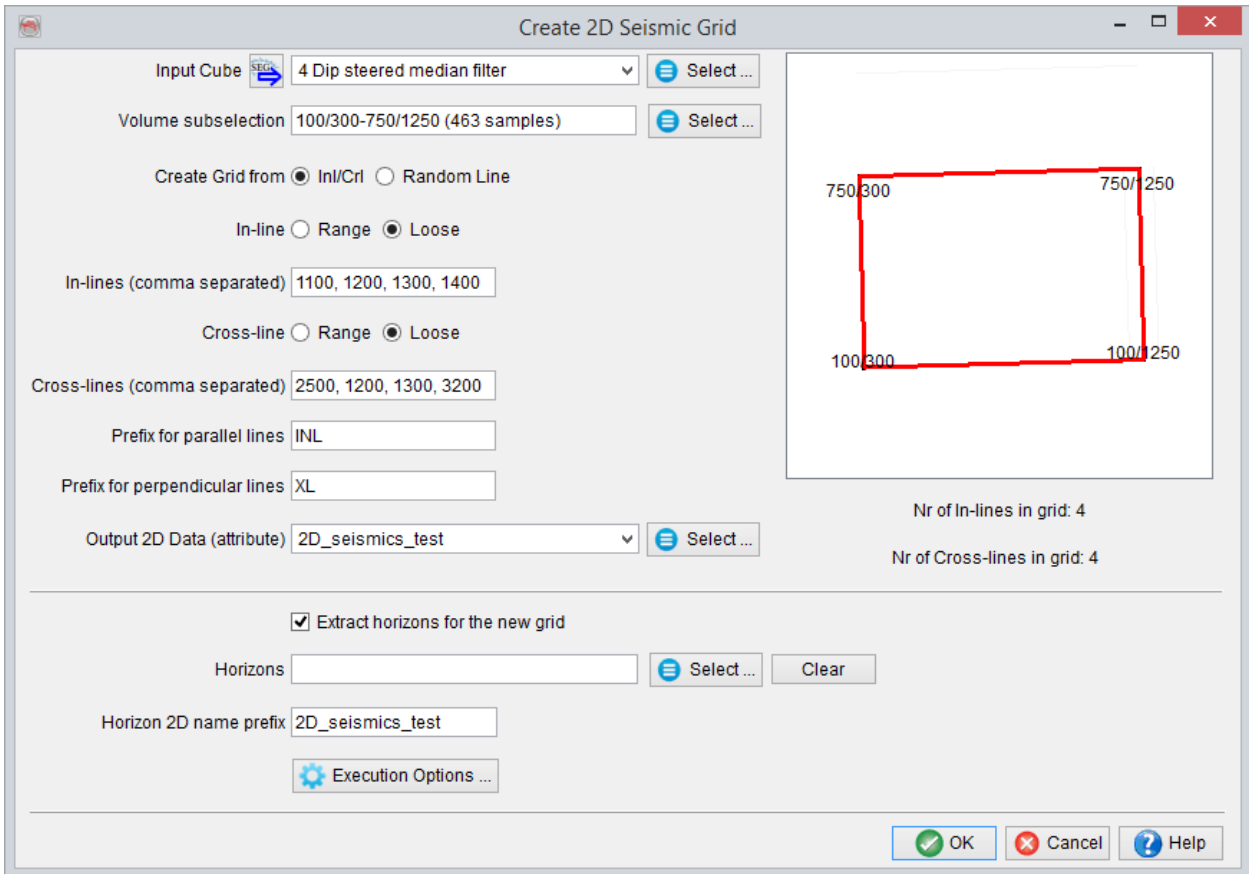 Create 2D Seismic Grid
Input Cube SEG 4 Dip steered median filter Select ...
Volume subselection 100/300-750/1250 (463 samples) Select ...
Create Grid from Inl/Crl Random Line
In-line Range Loose
In-lines (comma separated) 1100, 1200, 1300, 1400
Cross-line Range Loose
Cross-lines (comma separated) 2500, 1200, 1300, 3200
Prefix for parallel lines INL
Prefix for perpendicular lines XL
Output 2D Data (attribute) 2D_seismics_test Select ...
750/300 750/1250
100/300 100/1250
Nr of In-lines in grid: 4
Nr of Cross-lines in grid: 4
Extract horizons for the new grid
Horizons Select ... Clear
Horizon 2D name prefix 2D_seismics_test
Execution Options ...
OK Cancel Help